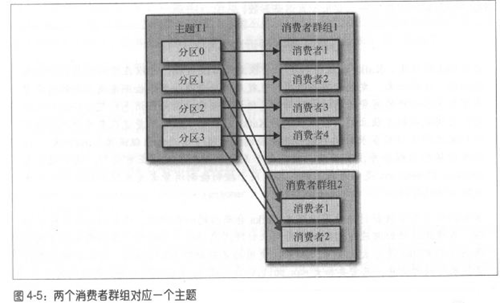 主题T1
分区0
分区1
分区2
分区3
消费者群组1
消费者1
消费者2
消费者3
消费者4
消费者群组2
消费者1
消费者2
图 4-5：两个消费者群组对应一个主题